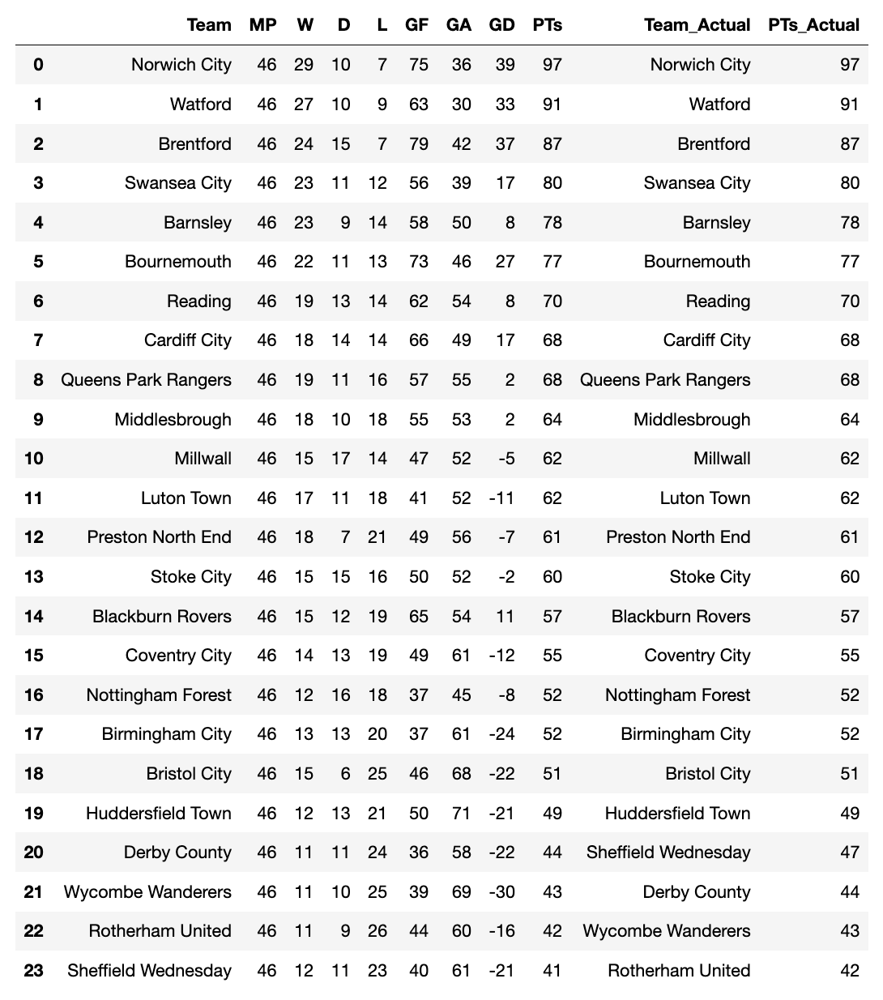 Team MP W D L GF GA GD PTs Team_Actual PTs_Actual
0 Norwich City 46 29 10 7 75 36 39 97 Norwich City 97
1 Watford 46 27 10 9 63 30 33 91 Watford 91
2 Brentford 46 24 15 7 79 42 37 87 Brentford 87
3 Swansea City 46 23 11 12 56 39 17 80 Swansea City 80
4 Barnsley 46 23 9 14 58 50 8 78 Barnsley 78
5 Bournemouth 46 22 11 13 73 46 27 77 Bournemouth 77
6 Reading 46 19 13 14 62 54 8 70 Reading 70
7 Cardiff City 46 18 14 14 66 49 17 68 Cardiff City 68
8 Queens Park Rangers 46 19 11 16 57 55 2 68 Queens Park Rangers 68
9 Middlesbrough 46 18 10 18 55 53 2 64 Middlesbrough 64
10 Millwall 46 15 17 14 47 52 -5 62 Millwall 62
11 Luton Town 46 17 11 18 41 52 -11 62 Luton Town 62
12 Preston North End 46 18 7 21 49 56 -7 61 Preston North End 61
13 Stoke City 46 15 15 16 50 52 -2 60 Stoke City 60
14 Blackburn Rovers 46 15 12 19 65 54 11 57 Blackburn Rovers 57
15 Coventry City 46 14 13 19 49 61 -12 55 Coventry City 55
16 Nottingham Forest 46 12 16 18 37 45 -8 52 Nottingham Forest 52
17 Birmingham City 46 13 13 20 37 61 -24 52 Birmingham City 52
18 Bristol City 46 15 6 25 46 68 -22 51 Bristol City 51
19 Huddersfield Town 46 12 13 21 50 71 -21 49 Huddersfield Town 49
20 Derby County 46 11 11 24 36 58 -22 44 Sheffield Wednesday 47
21 Wycombe Wanderers 46 11 10 25 39 69 -30 43 Derby County 44
22 Rotherham United 46 11 9 26 44 60 -16 42 Wycombe Wanderers 43
23 Sheffield Wednesday 46 12 11 23 40 61 -21 41 Rotherham United 42